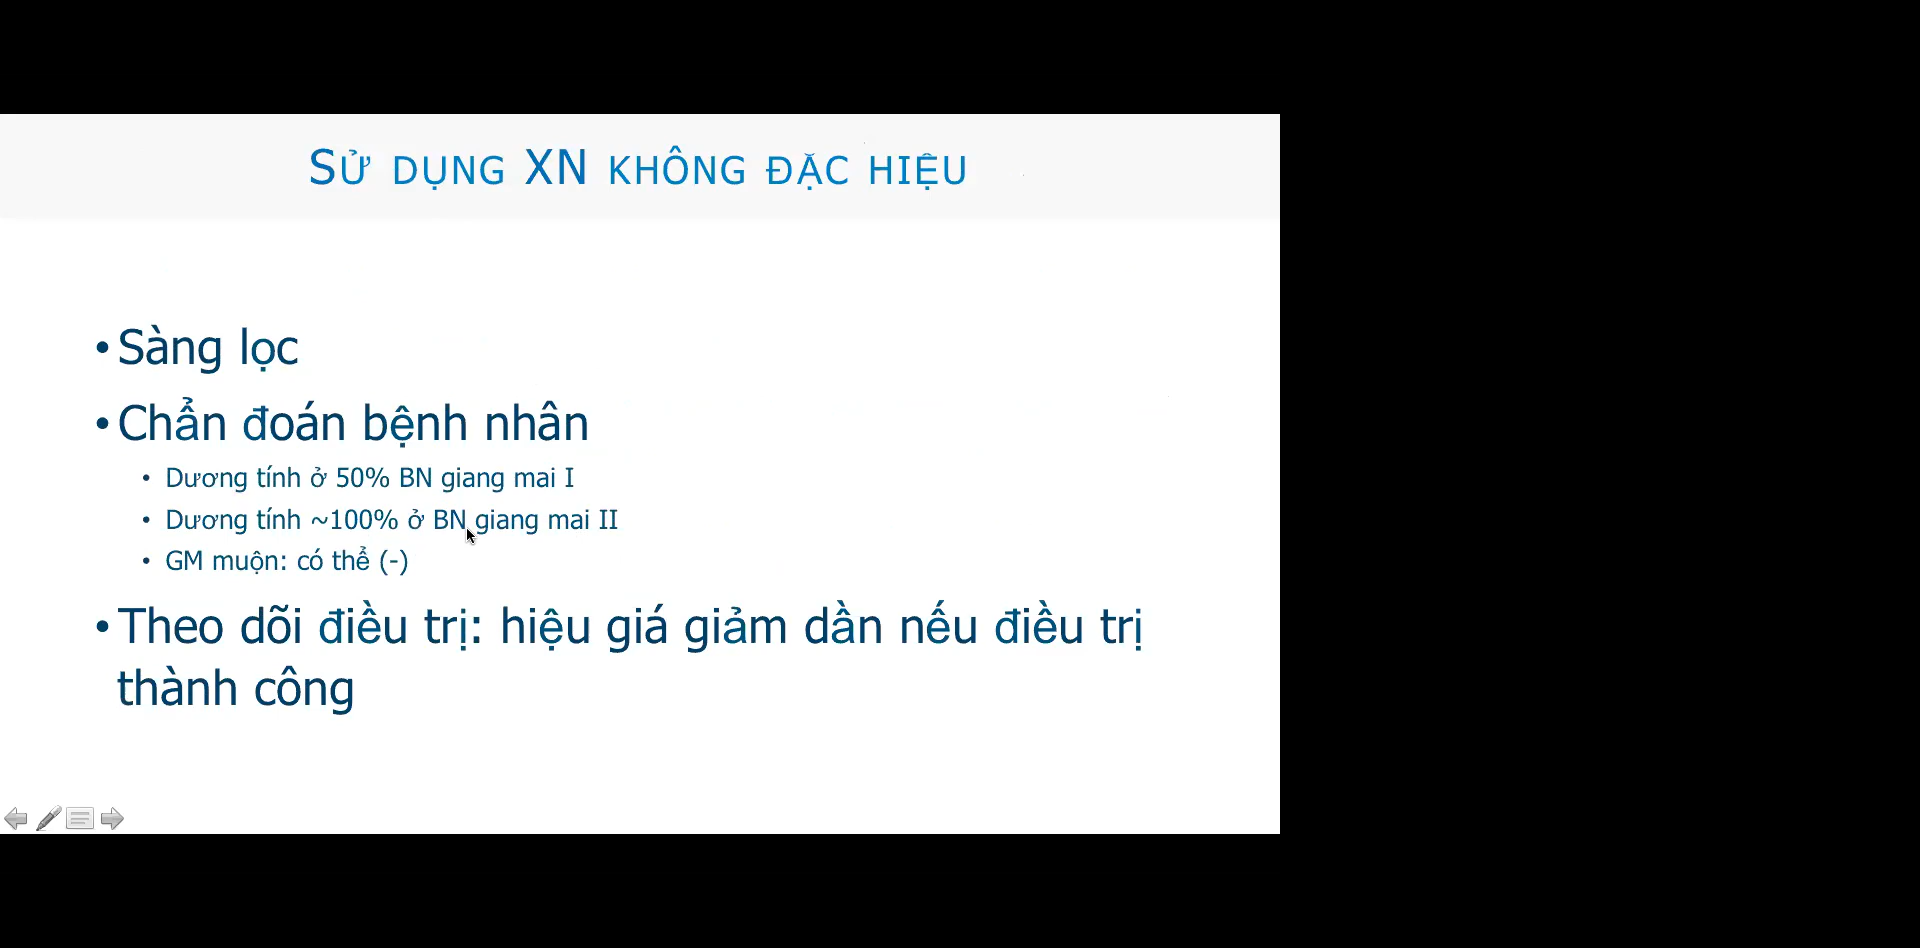 Sử dụng XN không đặc hiệu
• Sàng lọc
• Chẩn đoán bệnh nhân
• Dương tính ở 50% BN giang mai I
• Dương tính ~100% ở BN giang mai II
• GM muộn: có thể (-)
• Theo dõi điều trị: hiệu giá giảm dần nếu điều trị
thành công